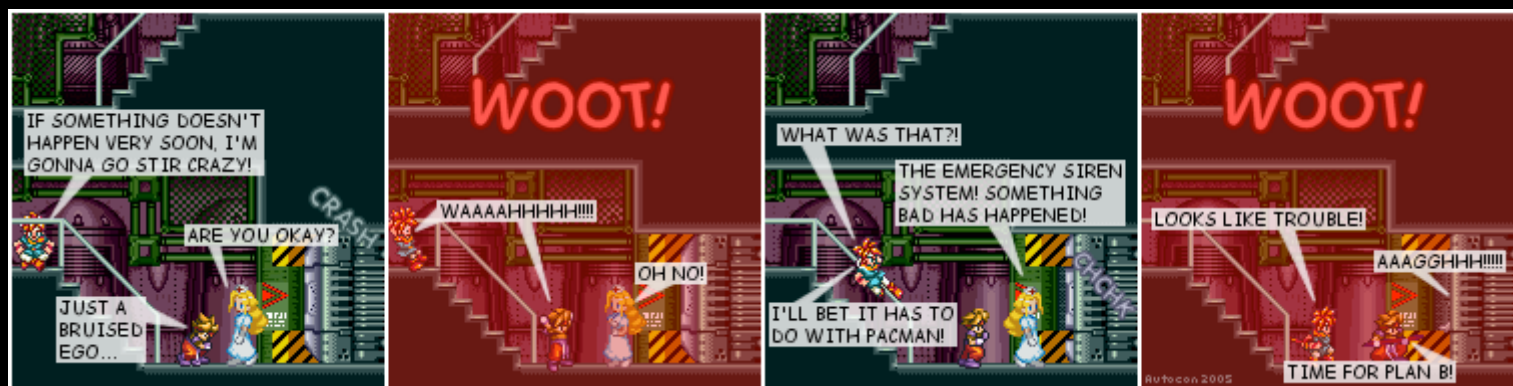 IF SOMETHING DOESN'T
HAPPEN VERY SOON, I'M
GONNA GO STIR CRAZY!
CRASH
ARE YOU OKAY?
JUST A
BRUISED
EGO...
WOOT!
WAAAAHHHHH!!!!
OH NO!
WHAT WAS THAT?!
THE EMERGENCY SIREN
SYSTEM! SOMETHING
BAD HAS HAPPENED!
CHCHK
I'LL BET IT HAS TO
DO WITH PACMAN!
WOOT!
LOOKS LIKE TROUBLE!
AAAGGHHH!!!!!
TIME FOR PLAN B!
Autocon 2005